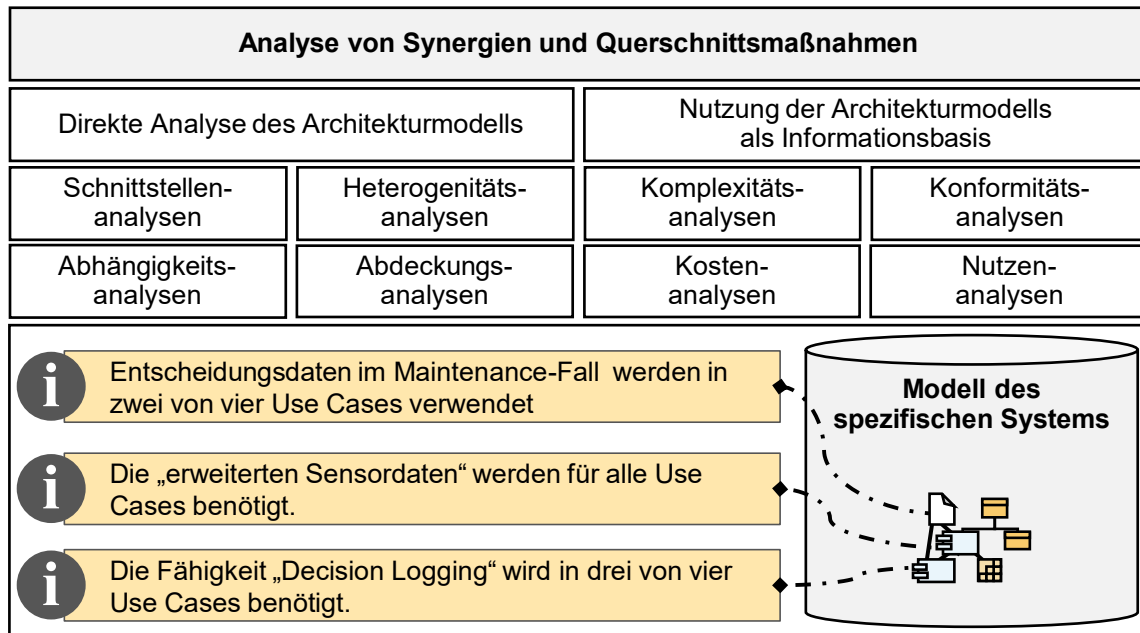 Analyse von Synergien und Querschnittsmaßnahmen
Direkte Analyse des Architekturmodells
Nutzung der Architekturmodells
als Informationsbasis
Schnittstellen-
analysen
Heterogenitäts-
analysen
Komplexitäts-
analysen
Konformitäts-
analysen
Abhängigkeits-
analysen
Abdeckungs-
analysen
Kosten-
analysen
Nutzen-
analysen
i
Entscheidungsdaten im Maintenance-Fall werden in
zwei von vier Use Cases verwendet
i
Die „erweiterten Sensordaten“ werden für alle Use
Cases benötigt.
i
Die Fähigkeit „Decision Logging“ wird in drei von vier
Use Cases benötigt.
Modell des
spezifischen Systems